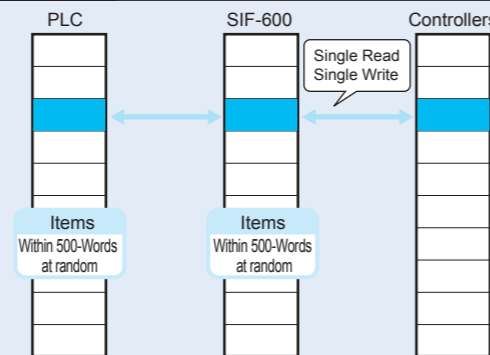 PLC
SIF-600
Controllers
Single Read
Single Write
Items
Within 500-Words
at random
Items
Within 500-Words
at random